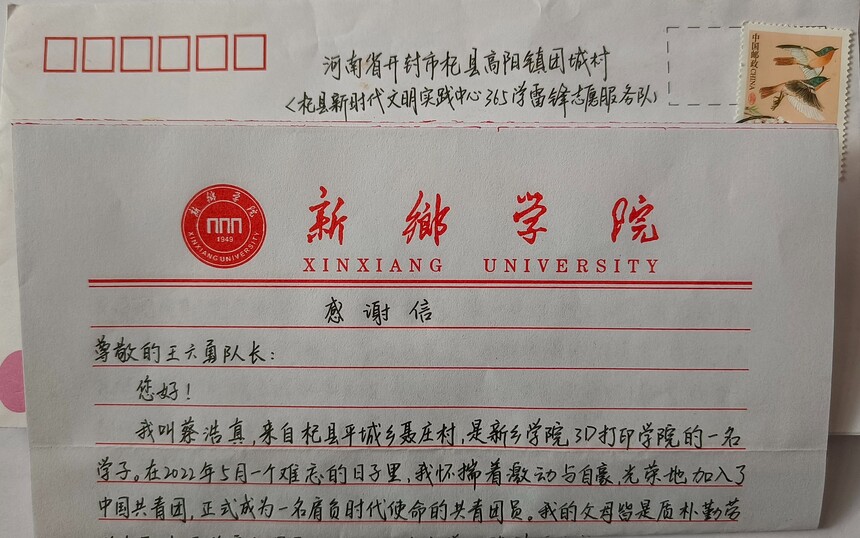 河南省开封市杞县高阳镇团城村
(杞县新时代文明实践中心365学雷锋志愿服务队)
中国邮政 CHINA
新鄉学院
1949
XINXIANG UNIVERSITY
新鄉学院
XINXIANG UNIVERSITY
感谢信
尊敬的王六勇队长:
您好!
我叫蔡浩真,来自杞县平城乡聂庄村,是新乡学院3D打印学院的一名
学子。在2022年5月一个难忘的日子里,我怀揣着激动与自豪,光荣地加入了
中国共青团,正式成为一名肩负时代使命的共青团员。我的父母皆是质朴勤劳